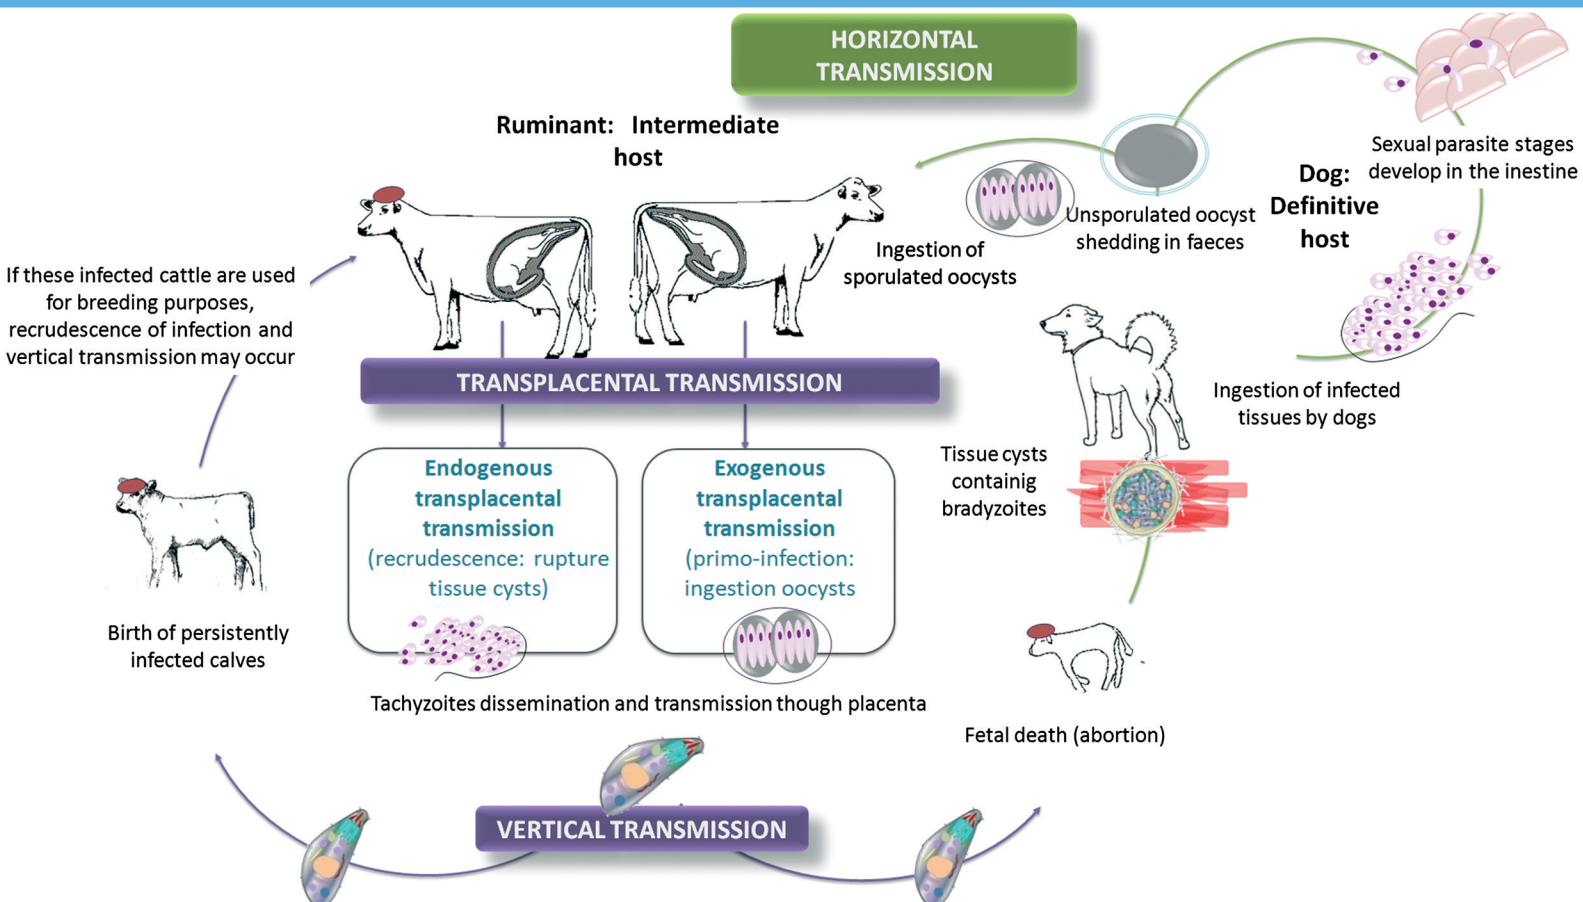 HORIZONTAL
TRANSMISSION
Ruminant: Intermediate
host
Sexual parasite stages
develop in the inestine
Dog:
Definitive
host
Unsporulated oocyst
shedding in faeces
Ingestion of
sporulated oocysts
If these infected cattle are used
for breeding purposes,
recrudescence of infection and
vertical transmission may occur
TRANSPLACENTAL TRANSMISSION
Ingestion of infected
tissues by dogs
Tissue cysts
containig
bradyzoites
Endogenous
transplacental
transmission
(recrudescence: rupture
tissue cysts)
Exogenous
transplacental
transmission
(primo-infection:
ingestion oocysts
Birth of persistently
infected calves
Tachyzoites dissemination and transmission though placenta
Fetal death (abortion)
VERTICAL TRANSMISSION